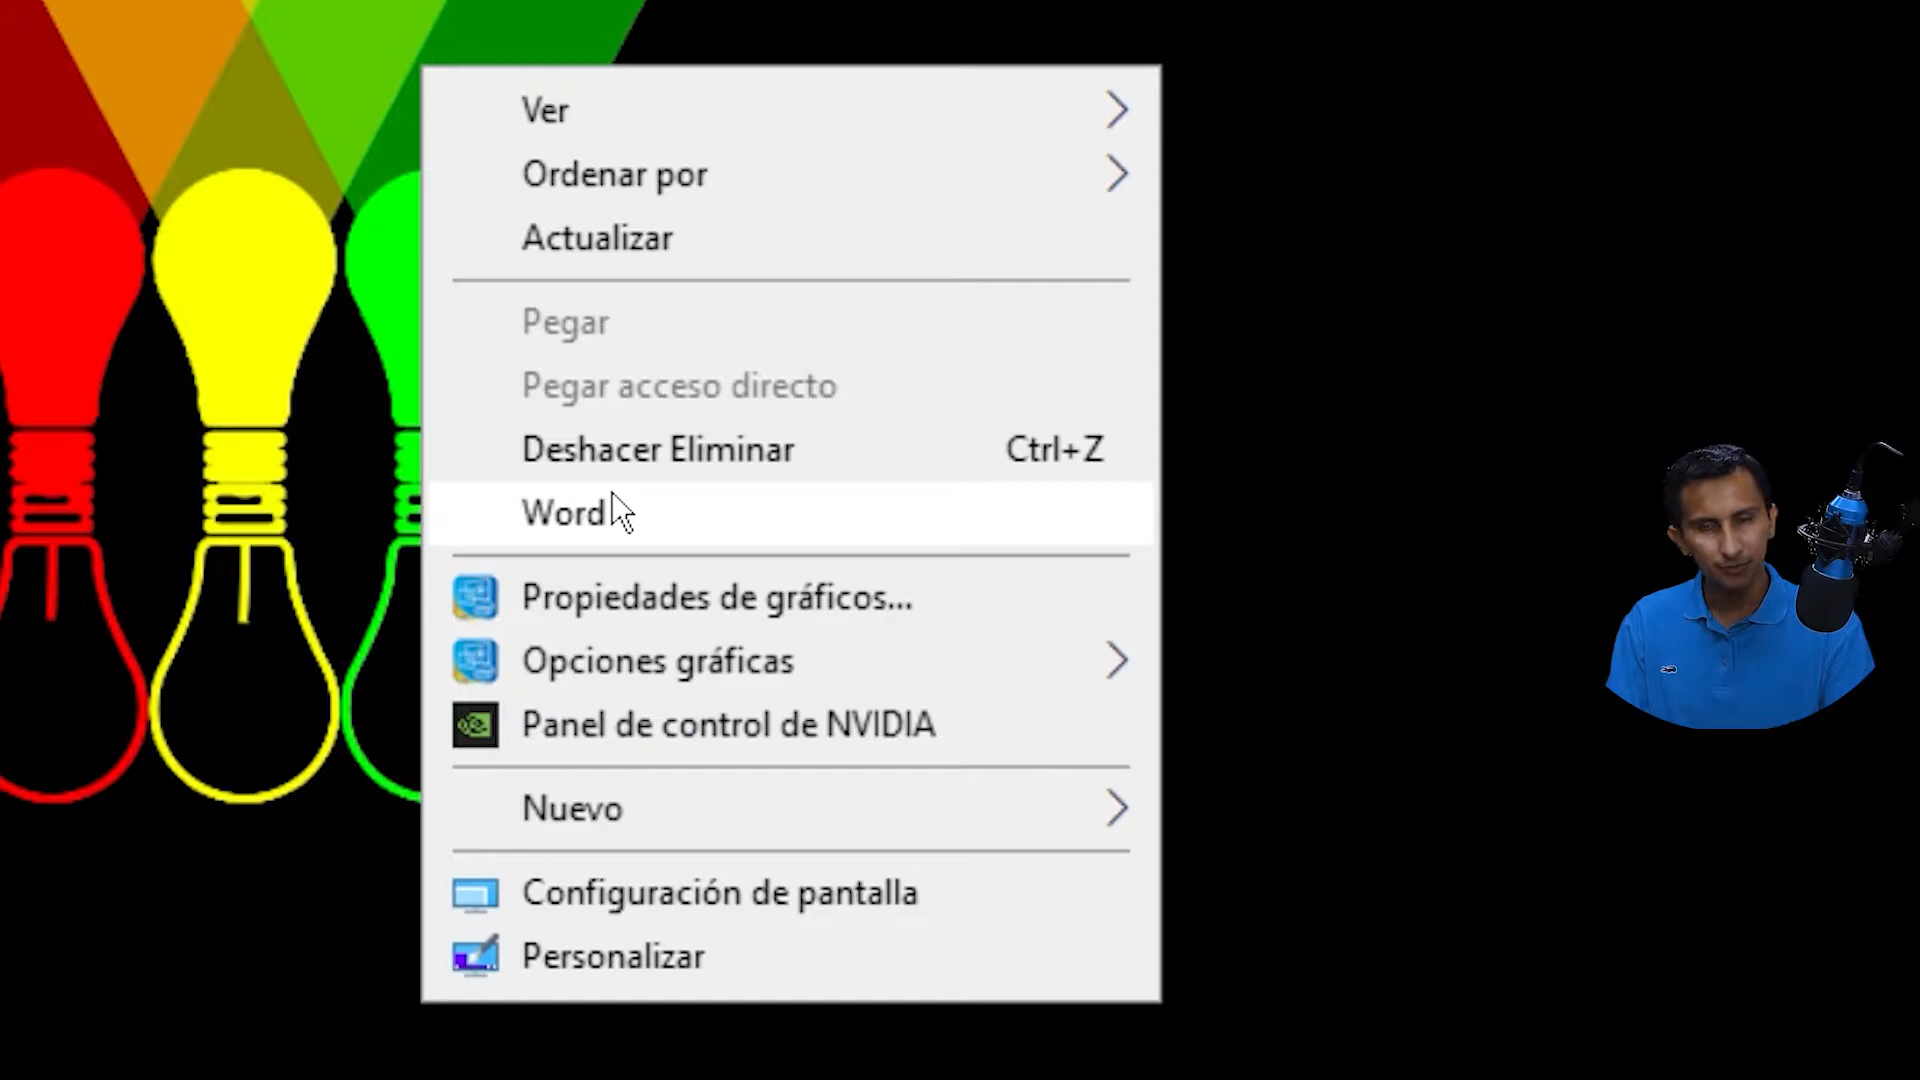 Ver
Ordenar por
Actualizar
Pegar
Pegar acceso directo
Deshacer Eliminar Ctrl+Z
Word
Propiedades de gráficos...
Opciones gráficas
Panel de control de NVIDIA
Nuevo
Configuración de pantalla
Personalizar